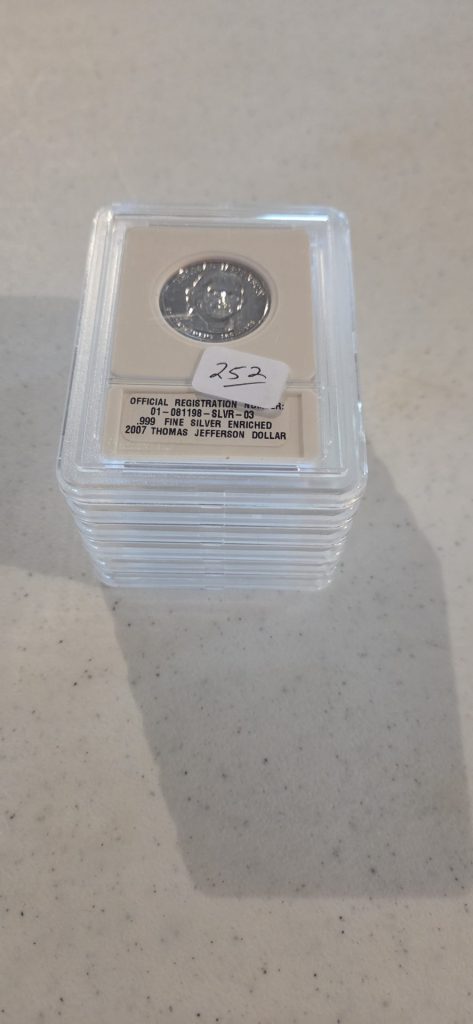 252
OFFICIAL REGISTRATION
01-081198-SLVR-03
.999 FINE SILVER ENRICHED
2007 THOMAS JEFFERSON DOLLAR